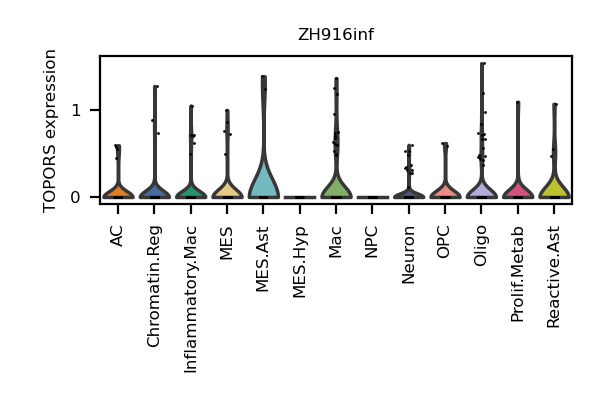 ZH916inf
TOPORS expression
1
0
AC
Chromatin.Reg
Inflammatory.Mac
MES
MES.Ast
MES.Hyp
Mac
NPC
Neuron
OPC
Oligo
Prolif.Metab
Reactive.Ast